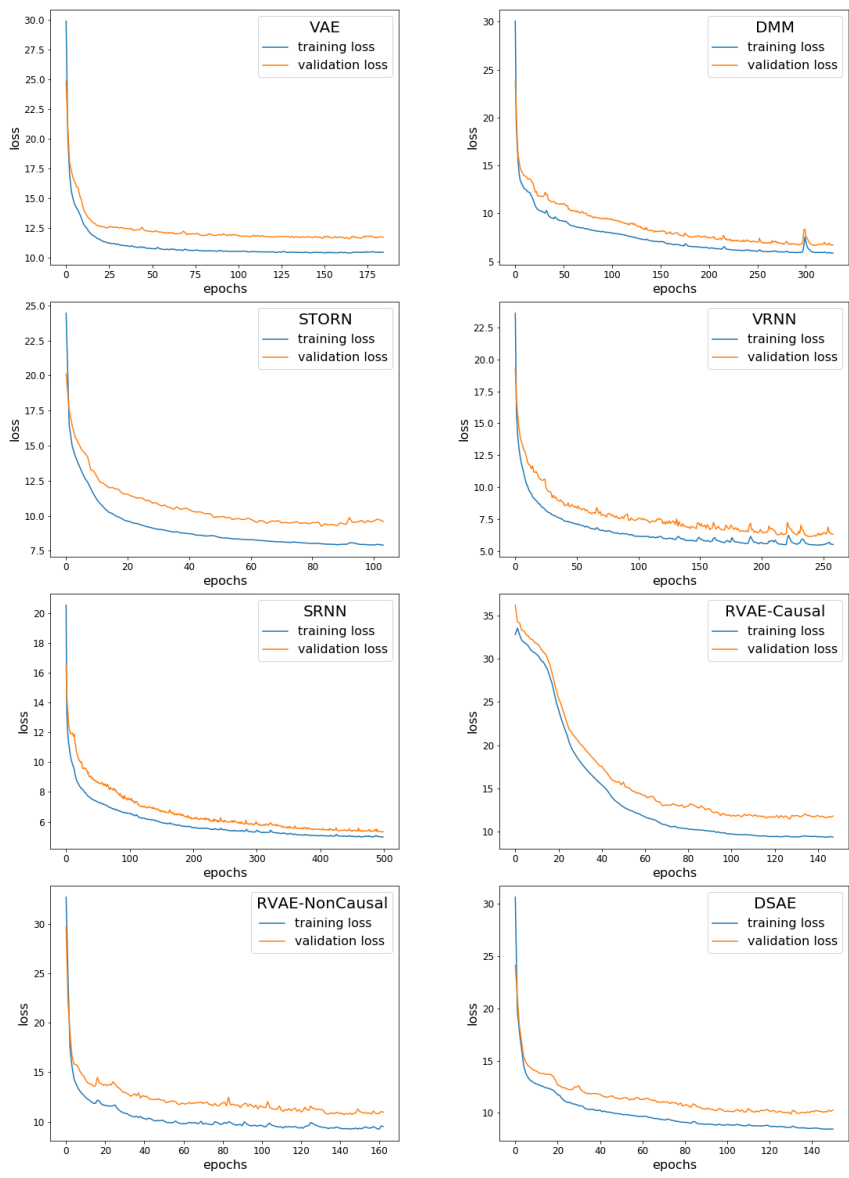 VAE
training loss
validation loss
30.0
27.5
25.0
22.5
20.0
17.5
15.0
12.5
10.0
loss
0 25 50 75 100 125 150 175
epochs
DMM
training loss
validation loss
30
25
20
15
10
5
loss
0 50 100 150 200 250 300
epochs
STORN
training loss
validation loss
25.0
22.5
20.0
17.5
15.0
12.5
10.0
7.5
loss
0 20 40 60 80 100
epochs
VRNN
training loss
validation loss
22.5
20.0
17.5
15.0
12.5
10.0
7.5
5.0
loss
0 50 100 150 200 250
epochs
SRNN
training loss
validation loss
20
18
16
14
12
10
8
6
loss
0 100 200 300 400 500
epochs
RVAE-Causal
training loss
validation loss
35
30
25
20
15
10
loss
0 20 40 60 80 100 120 140
epochs
RVAE-NonCausal
training loss
validation loss
30
25
20
15
10
loss
0 20 40 60 80 100 120 140 160
epochs
DSAE
training loss
validation loss
30
25
20
15
10
loss
0 20 40 60 80 100 120 140
epochs